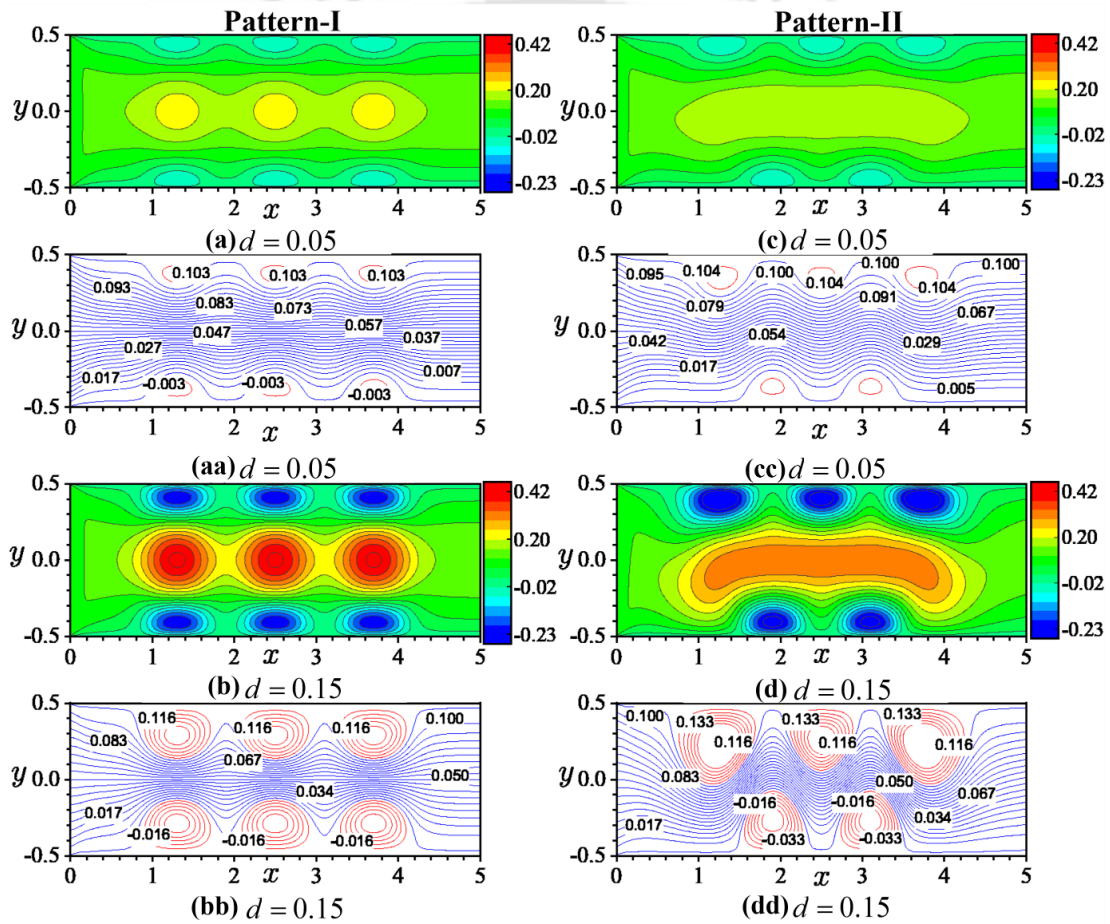 Pattern-I
Pattern-II
0.5
0.0
-0.5
y
0 1 2 3 4 5
x
0.42
0.20
-0.02
-0.23
(a) d = 0.05
0.5
0.0
-0.5
y
0 1 2 3 4 5
x
0.42
0.20
-0.02
-0.23
(c) d = 0.05
0.5
0.0
-0.5
y
0.103 0.103 0.103
0.093
0.083
0.073
0.057
0.047
0.037
0.027
0.017
0.007
-0.003 -0.003 -0.003
0 1 2 3 4 5
x
(aa) d = 0.05
0.5
0.0
-0.5
y
0.095 0.104 0.100 0.104 0.100 0.104 0.100
0.079
0.091
0.067
0.054
0.042
0.029
0.017
0.005
0 1 2 3 4 5
x
(cc) d = 0.05
0.5
0.0
-0.5
y
0 1 2 3 4 5
x
0.42
0.20
-0.02
-0.23
(b) d = 0.15
0.5
0.0
-0.5
y
0 1 2 3 4 5
x
0.42
0.20
-0.02
-0.23
(d) d = 0.15
0.5
0.0
-0.5
y
0.116 0.116 0.116 0.100
0.083
0.067
0.050
0.034
0.017
-0.016 -0.016 -0.016
0 1 2 3 4 5
x
(bb) d = 0.15
0.5
0.0
-0.5
y
0.100 0.133 0.133 0.133
0.116 0.116 0.116
0.083
0.050
0.067
-0.016 -0.016
0.034
0.017
-0.033 -0.033
0 1 2 3 4 5
x
(dd) d = 0.15